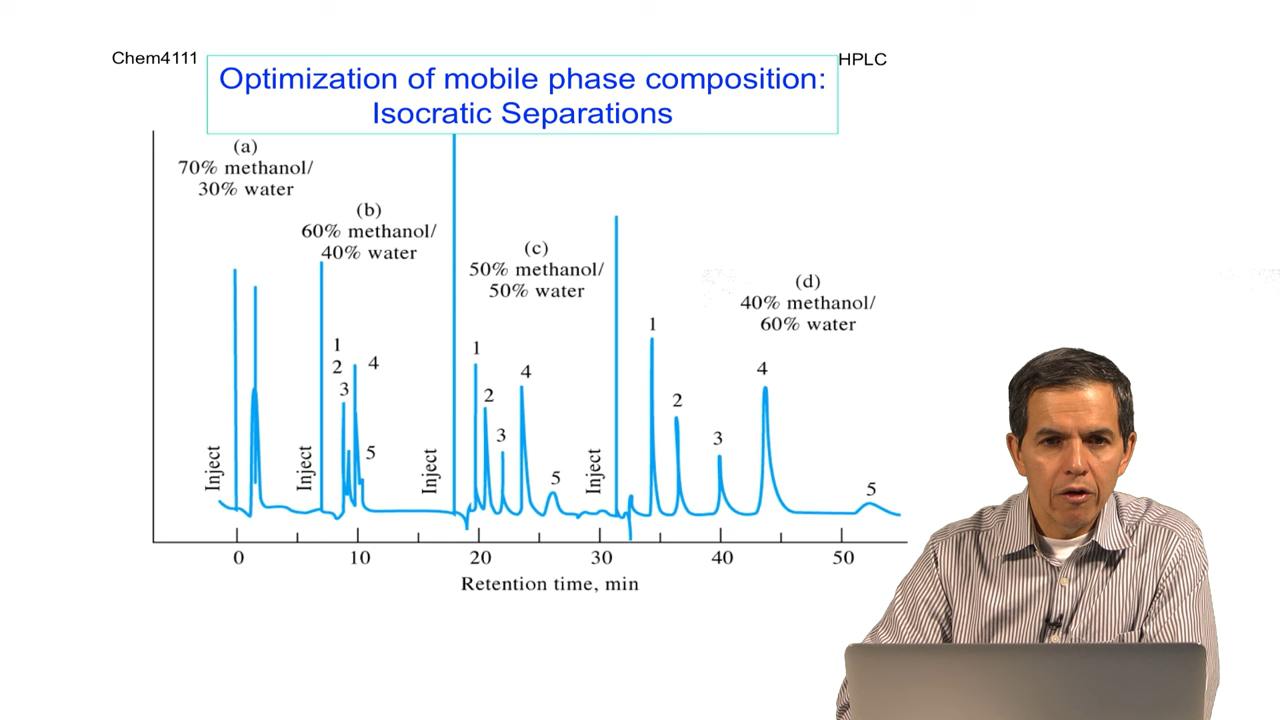 Chem4111
HPLC
Optimization of mobile phase composition:
Isocratic Separations
(a)
70% methanol/
30% water
(b)
60% methanol/
40% water
(c)
50% methanol/
50% water
(d)
40% methanol/
60% water
Inject
Inject
1
2
3
4
5
Inject
1
2
3
4
5
Inject
1
2
3
4
5
0
10
20
30
40
50
Retention time, min